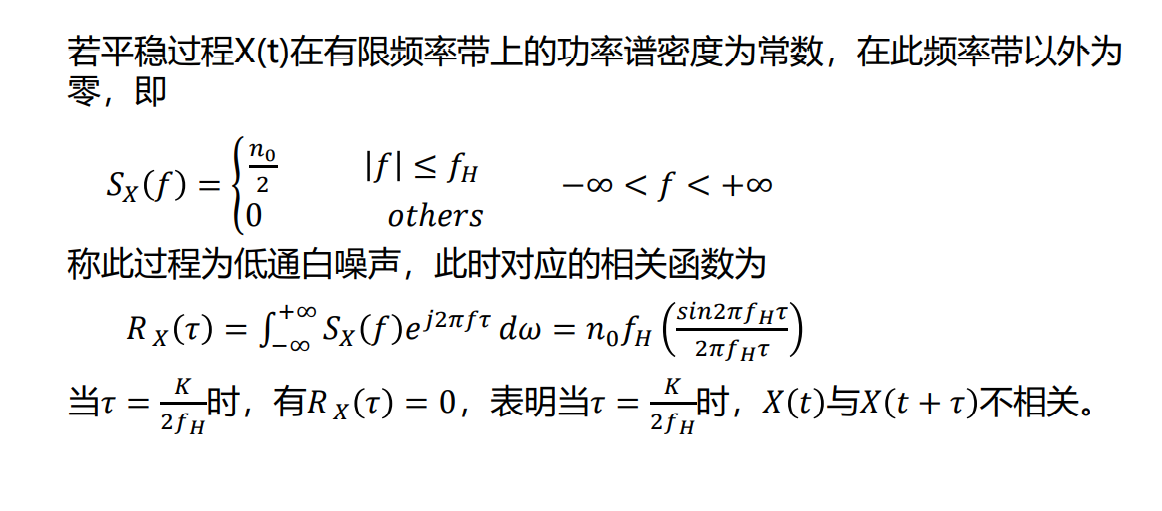 若平稳过程X(t)在有限频率带上的功率谱密度为常数，在此频率带以外为
零，即
$S_X(f) = \begin{cases} \frac{n_0}{2} & |f| \leq f_H \\ 0 & others \end{cases} \quad -\infty < f < +\infty$
称此过程为低通白噪声，此时对应的相关函数为
$R_X(\tau) = \int_{-\infty}^{+\infty} S_X(f) e^{j2\pi f\tau} \, d\omega = n_0 f_H \left( \frac{sin2\pi f_H \tau}{2\pi f_H \tau} \right)$
当$\tau = \frac{K}{2f_H}$时，有$R_X(\tau) = 0$，表明当$\tau = \frac{K}{2f_H}$时，$X(t)$与$X(t + \tau)$不相关。